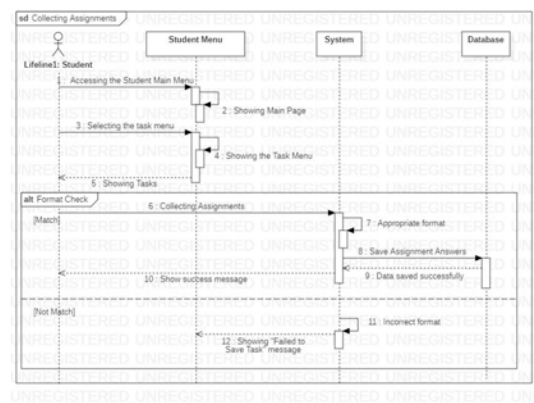 sd Collecting Assignments
Student Menu
System
Database
Lifeline1: Student
1 : Accessing the Student Main Menu
2 : Showing Main Page
3 : Selecting the task menu
4 : Showing the Task Menu
5 : Showing Tasks
alt Format Check
6 : Collecting Assignments
[Match]
7 : Appropriate format
8 : Save Assignment Answers
9 : Data saved successfully
10 : Show success message
[Not Match]
11 : Incorrect format
12 : Showing "Failed to
Save Task" message
UNREGISTERED